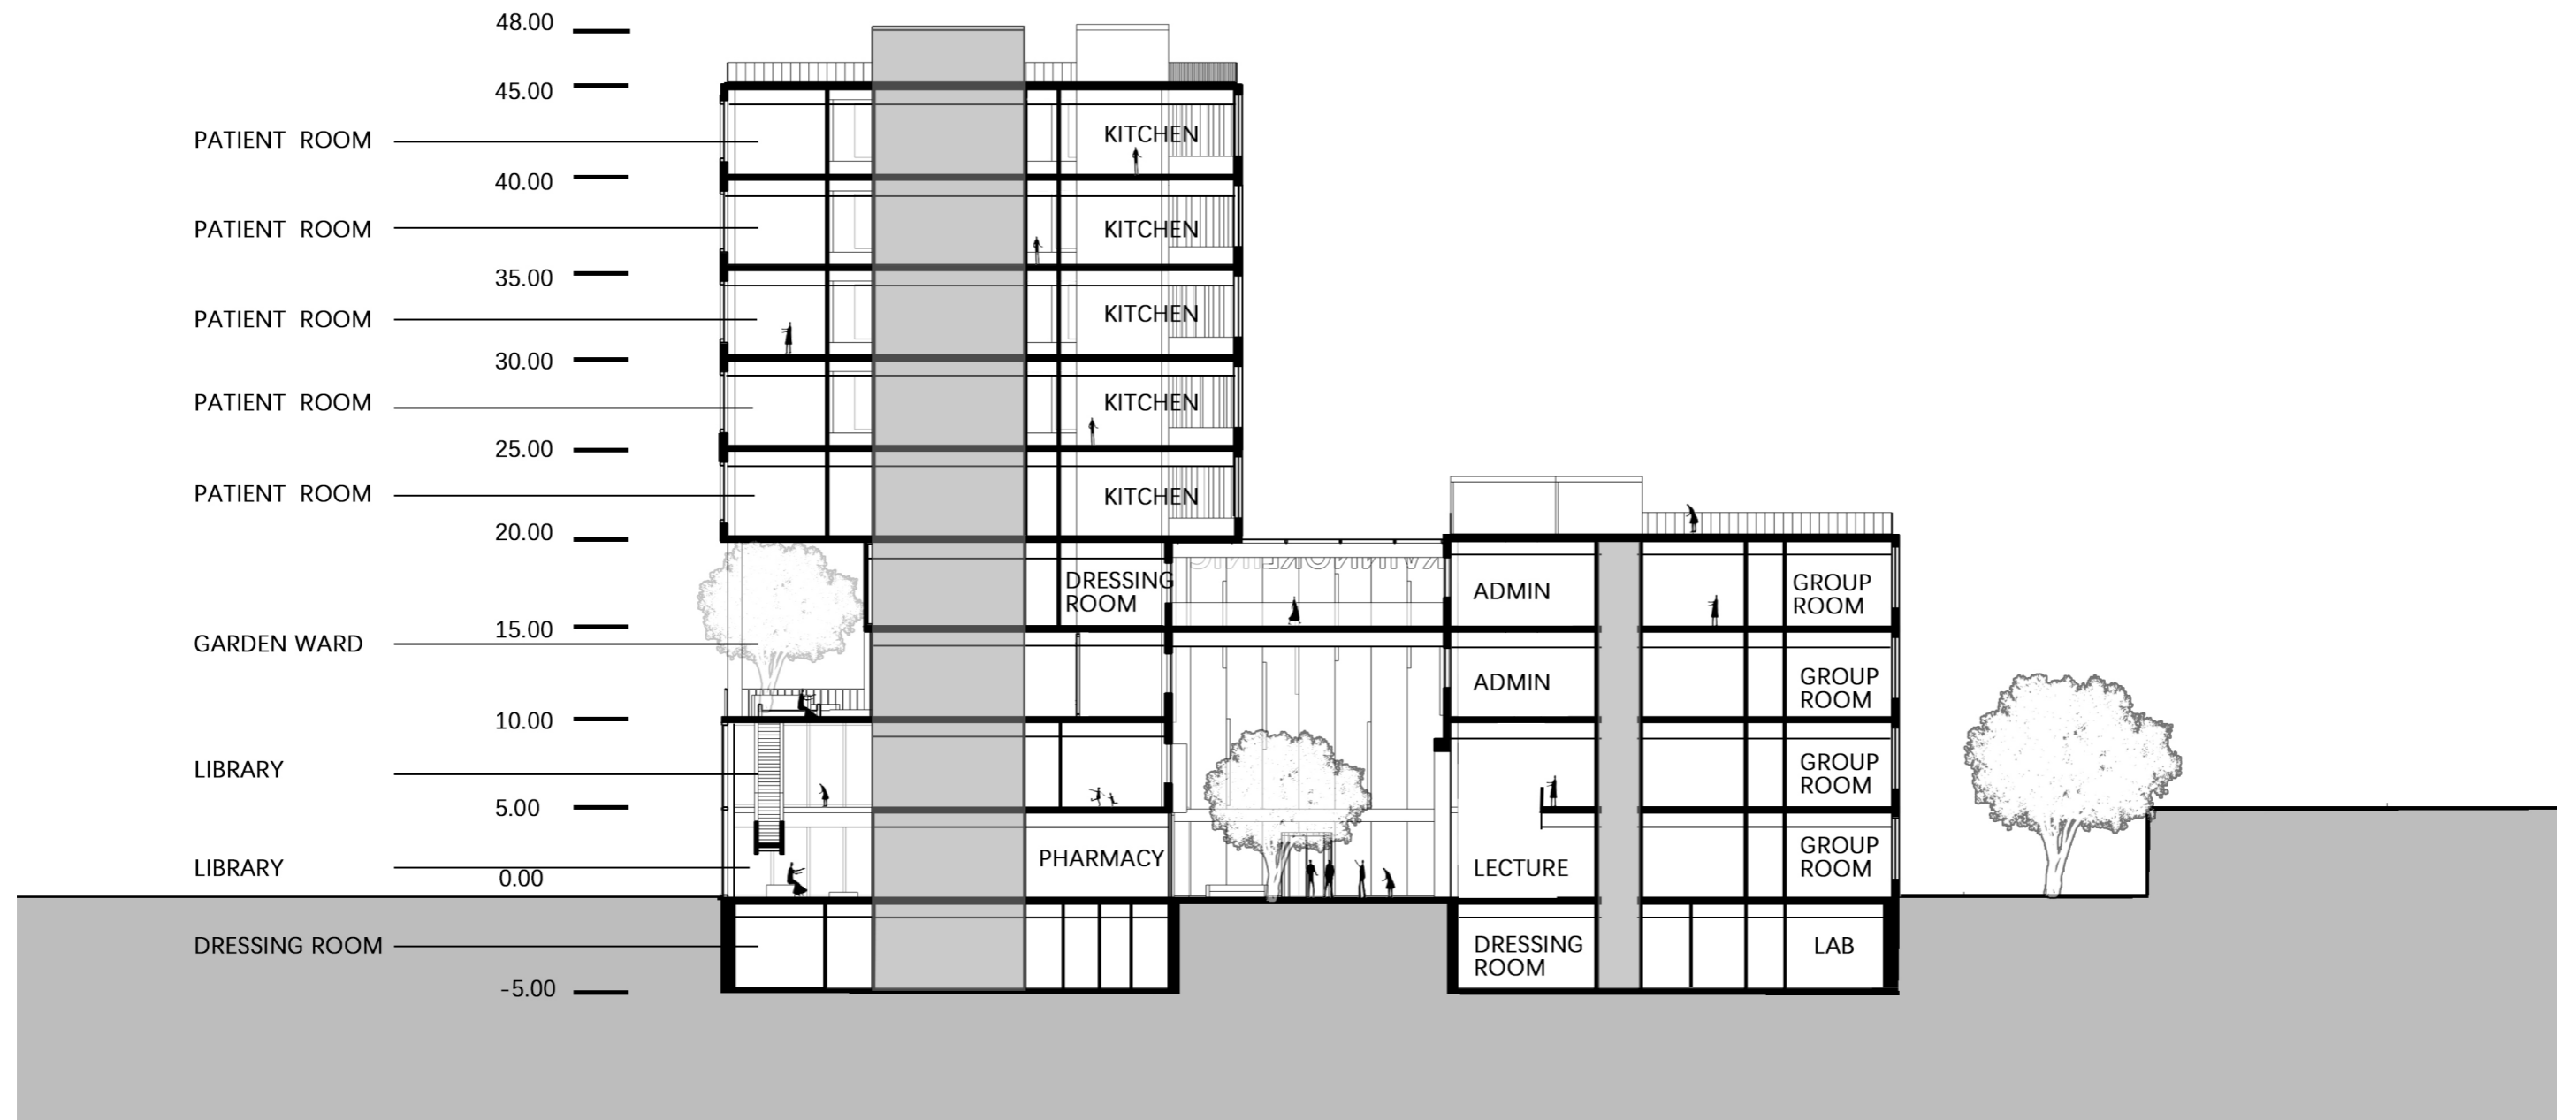 48.00
45.00
PATIENT ROOM
KITCHEN
40.00
PATIENT ROOM
KITCHEN
35.00
PATIENT ROOM
KITCHEN
30.00
PATIENT ROOM
KITCHEN
25.00
PATIENT ROOM
KITCHEN
20.00
DRESSING
ROOM
ADMIN
GROUP
ROOM
15.00
GARDEN WARD
ADMIN
GROUP
ROOM
10.00
LIBRARY
GROUP
ROOM
5.00
LIBRARY
PHARMACY
LECTURE
GROUP
ROOM
0.00
DRESSING ROOM
DRESSING
ROOM
LAB
-5.00